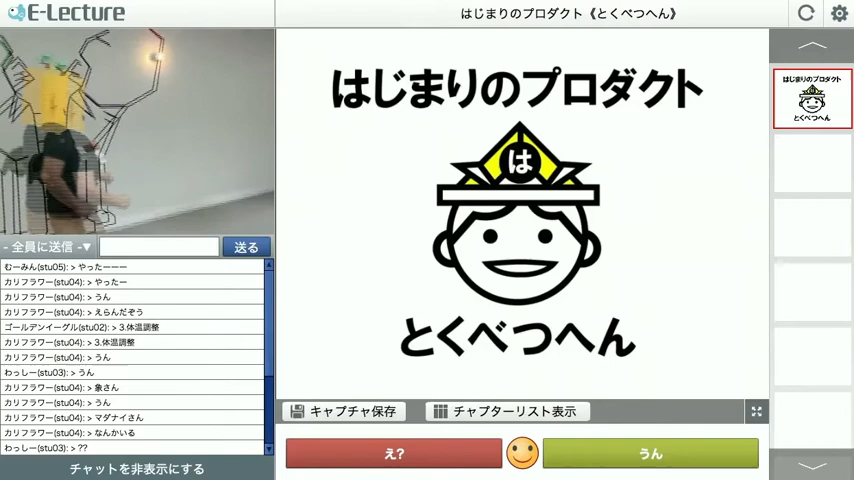 E-Lecture
はじまりのプロダクト《とくべつへん》
- 全員に送信 -▼
送る
むーみん(stu05): > やったーーー
カリフラワー(stu04): > やったー
カリフラワー(stu04): > うん
カリフラワー(stu04): > えらんだぞう
ゴールデンイーグル(stu02): > 3.体温調整
カリフラワー(stu04): > 3.体温調整
カリフラワー(stu04): > うん
わっしー(stu03): > うん
カリフラワー(stu04): > 象さん
カリフラワー(stu04): > うん
カリフラワー(stu04): > マダナイさん
カリフラワー(stu04): > なんかいる
わっしー(stu03): > ??
チャットを非表示にする
はじまりのプロダクト
は
とくべつへん
キャプチャ保存
チャプターリスト表示
え?
うん
はじまりのプロダクト
とくべつへん